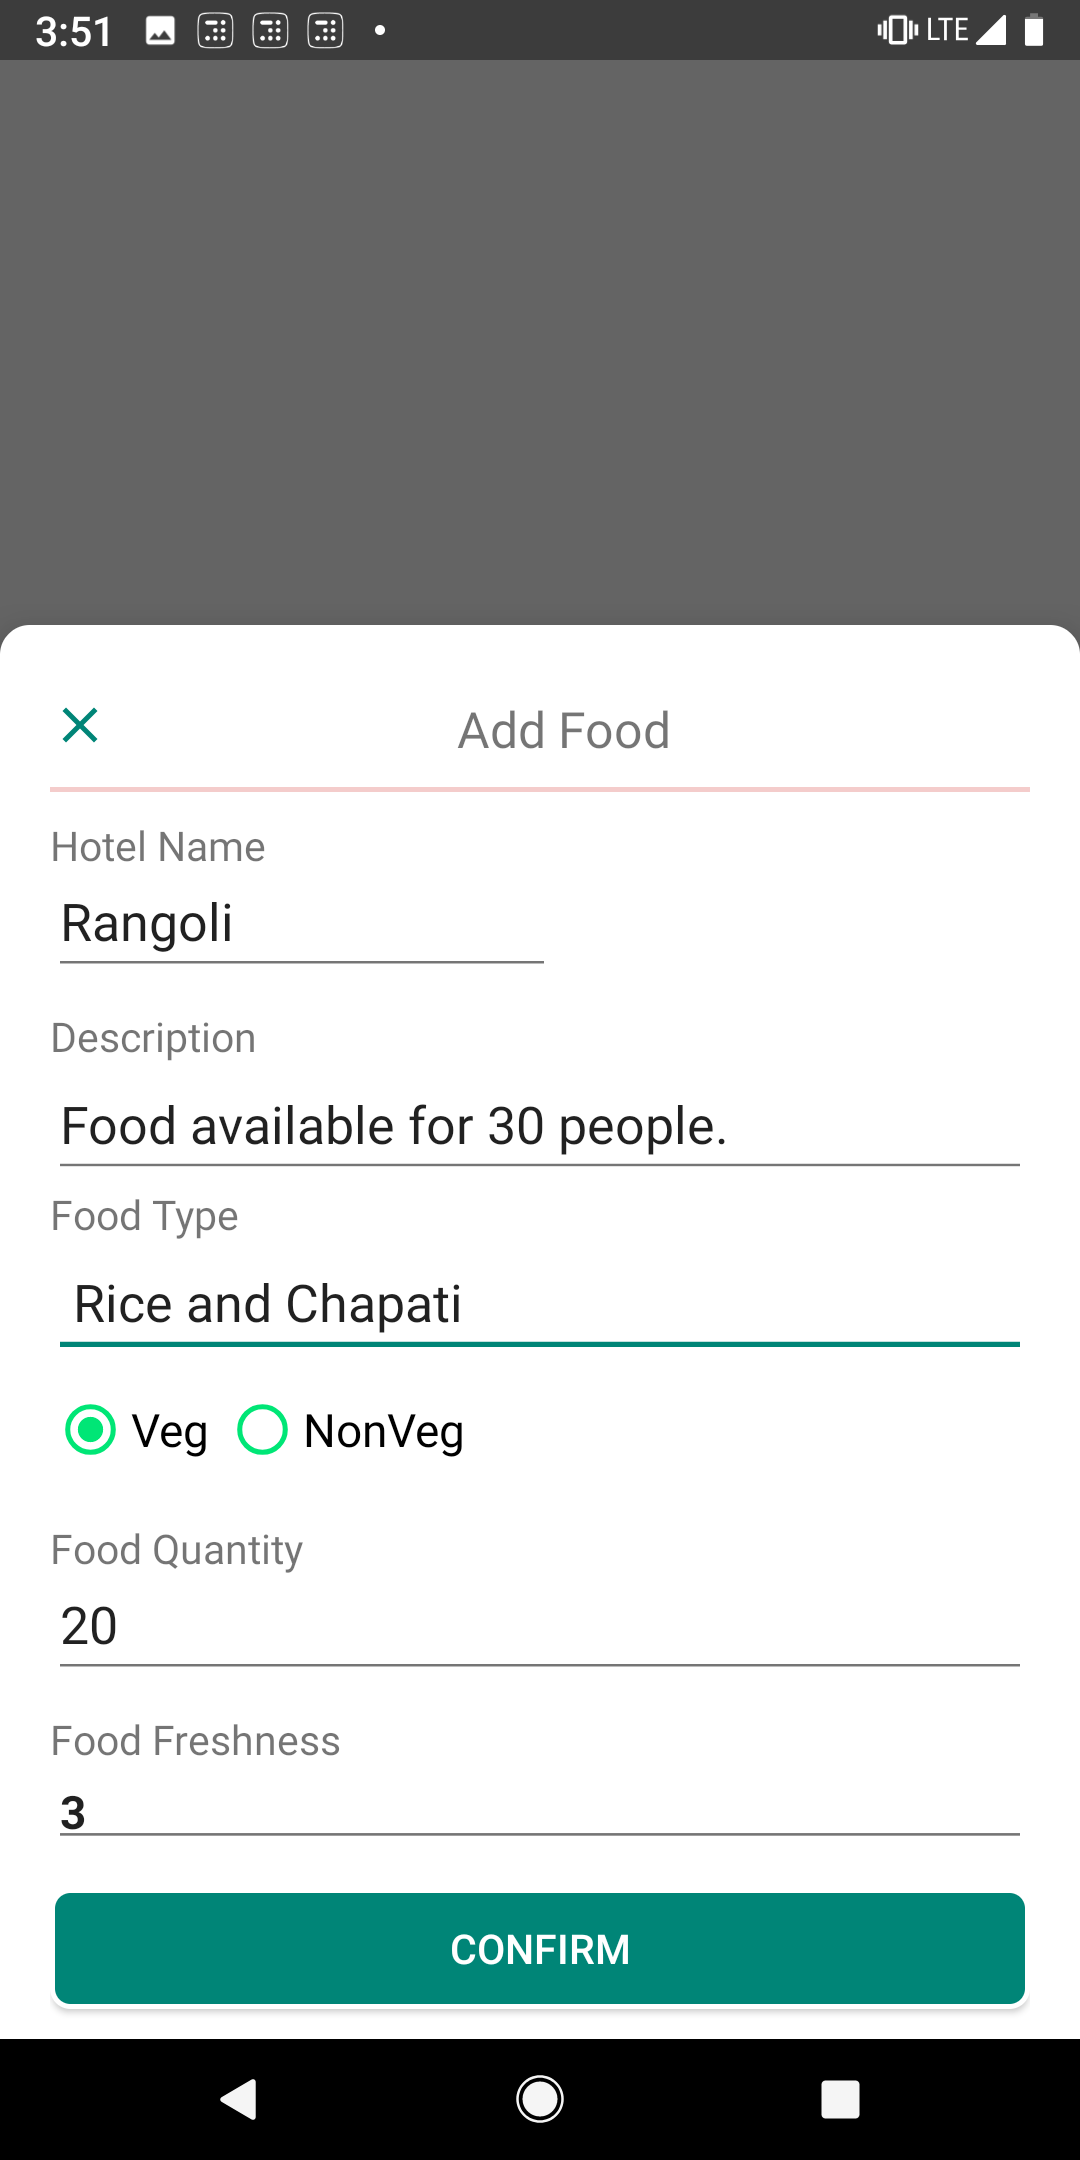 3:51 LTE
Add Food
Hotel Name
Rangoli
Description
Food available for 30 people.
Food Type
Rice and Chapati
Veg NonVeg
Food Quantity
20
Food Freshness
3
CONFIRM